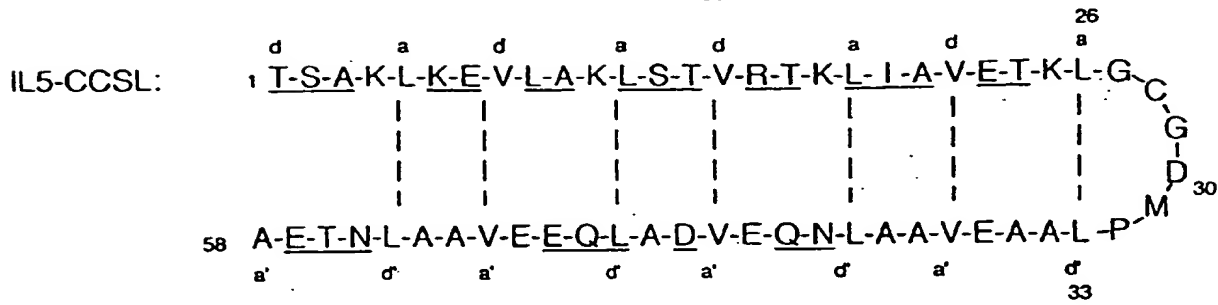 26
d a d a d a d a
IL5-CCSL: 1 T-S-A-K-L-K-E-V-L-A-K-L-S-T-V-R-T-K-L-I-A-V-E-T-K-L-G
C
G
D 30
M
58 A-E-T-N-L-A-A-V-E-E-Q-L-A-D-V-E-Q-N-L-A-A-V-E-A-A-L-P
a' d' a' d' a' d' a' d'
33